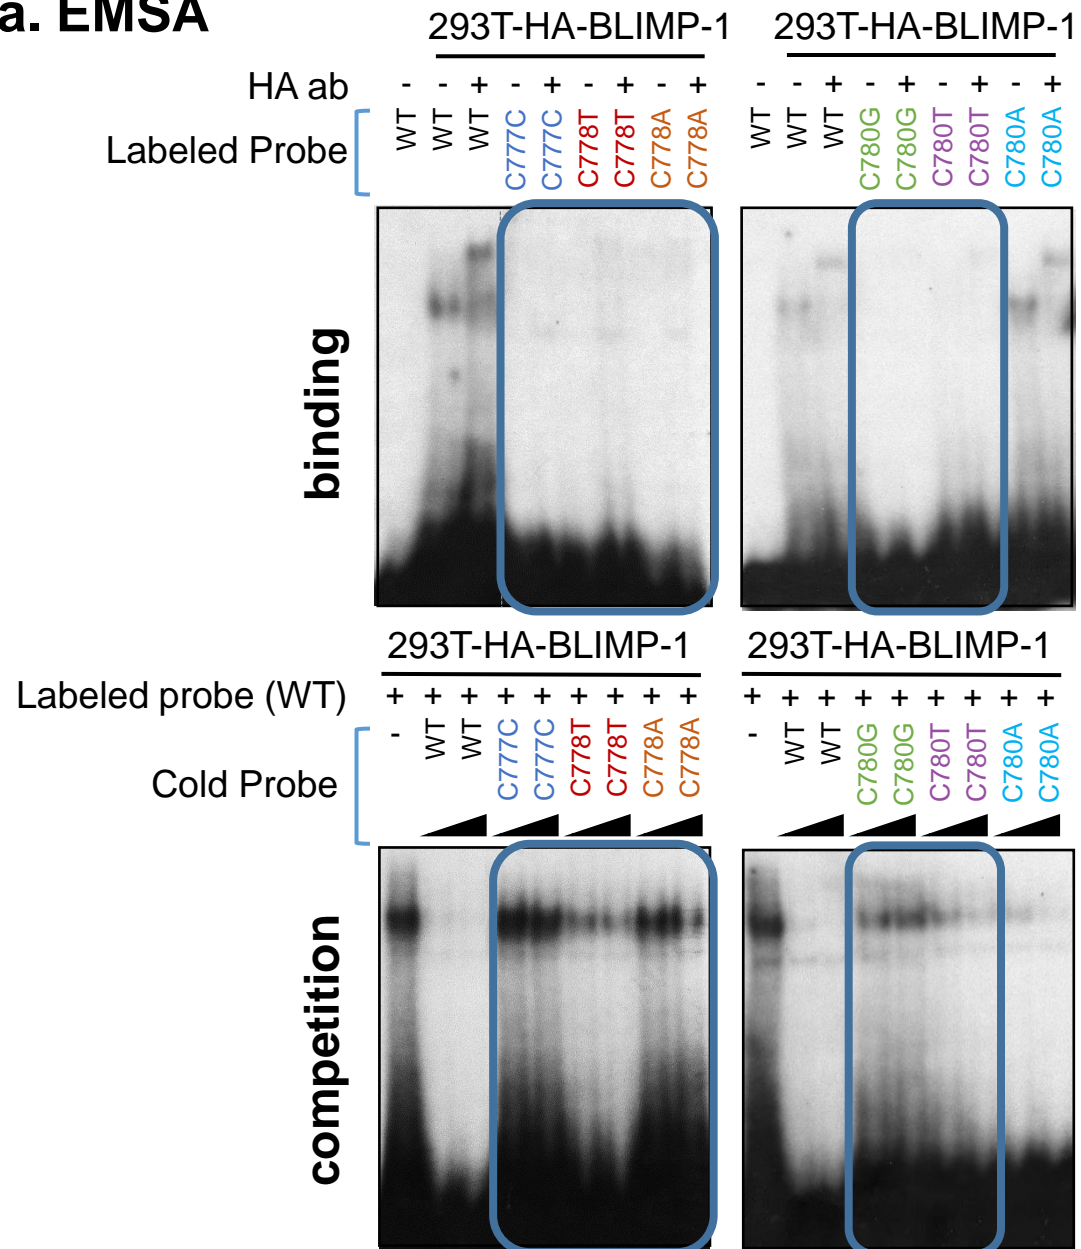 a. EMSA
293T-HA-BLIMP-1 293T-HA-BLIMP-1
HA ab - - + - + - + - + - - + - + - + - +
Labeled Probe WT WT WT C777C C777C C778T C778T C778A C778A WT WT WT C780G C780G C780T C780T C780A C780A
binding
293T-HA-BLIMP-1 293T-HA-BLIMP-1
Labeled probe (WT) + + + + + + + + + + + + + + + + + +
Cold Probe - WT WT C777C C777C C778T C778T C778A C778A - WT WT C780G C780G C780T C780T C780A C780A
competition